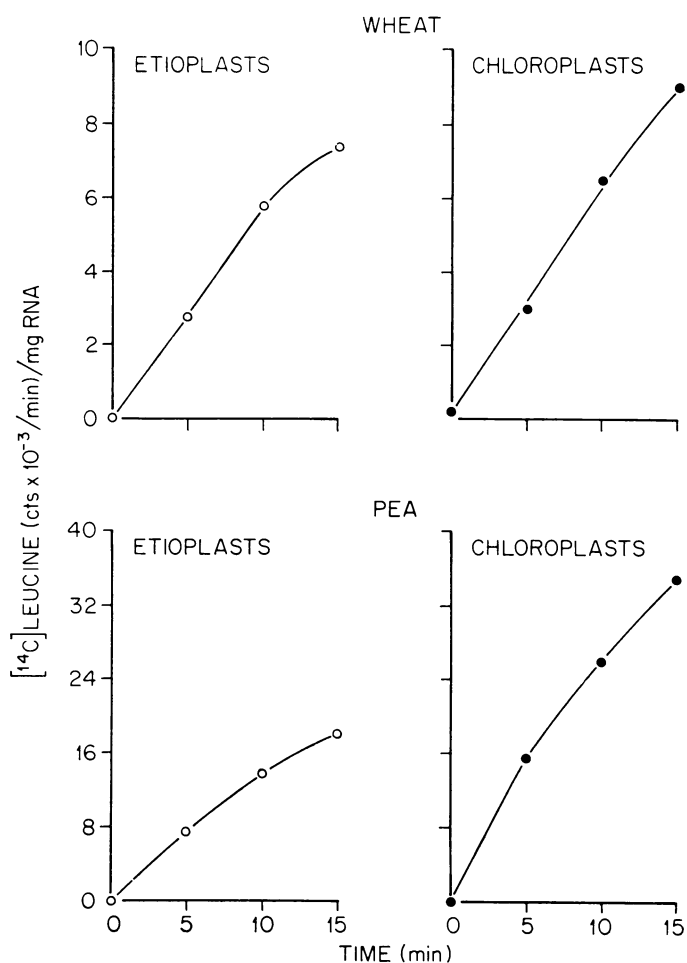 WHEAT
ETIOPLASTS
CHLOROPLASTS
10
8
6
4
2
0
[¹⁴C]LEUCINE (cts x 10⁻³/min)/mg RNA
PEA
ETIOPLASTS
CHLOROPLASTS
40
32
24
16
8
0
0 5 10 15 0 5 10 15
TIME (min)